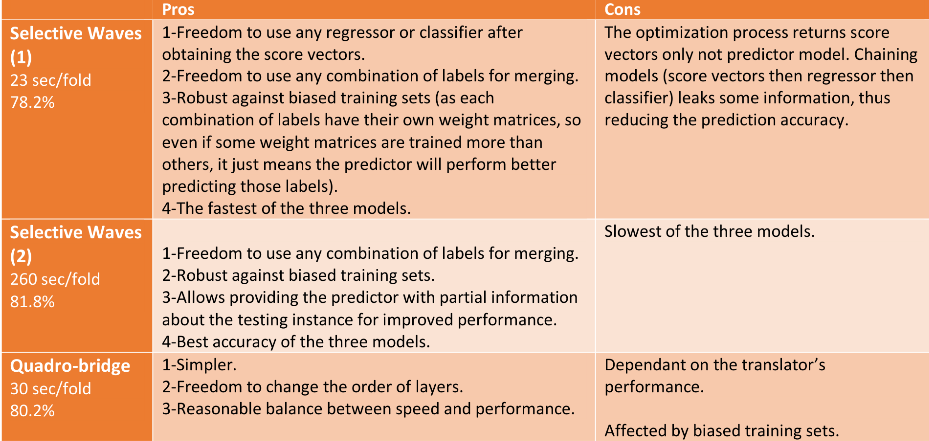 Pros
Cons
Selective Waves
(1)
23 sec/fold
78.2%
1-Freedom to use any regressor or classifier after
obtaining the score vectors.
2-Freedom to use any combination of labels for merging.
3-Robust against biased training sets (as each
combination of labels have their own weight matrices, so
even if some weight matrices are trained more than
others, it just means the predictor will perform better
predicting those labels).
4-The fastest of the three models.
The optimization process returns score
vectors only not predictor model. Chaining
models (score vectors then regressor then
classifier) leaks some information, thus
reducing the prediction accuracy.
Selective Waves
(2)
260 sec/fold
81.8%
1-Freedom to use any combination of labels for merging.
2-Robust against biased training sets.
3-Allows providing the predictor with partial information
about the testing instance for improved performance.
4-Best accuracy of the three models.
Slowest of the three models.
Quadro-bridge
30 sec/fold
80.2%
1-Simpler.
2-Freedom to change the order of layers.
3-Reasonable balance between speed and performance.
Dependant on the translator's
performance.
Affected by biased training sets.